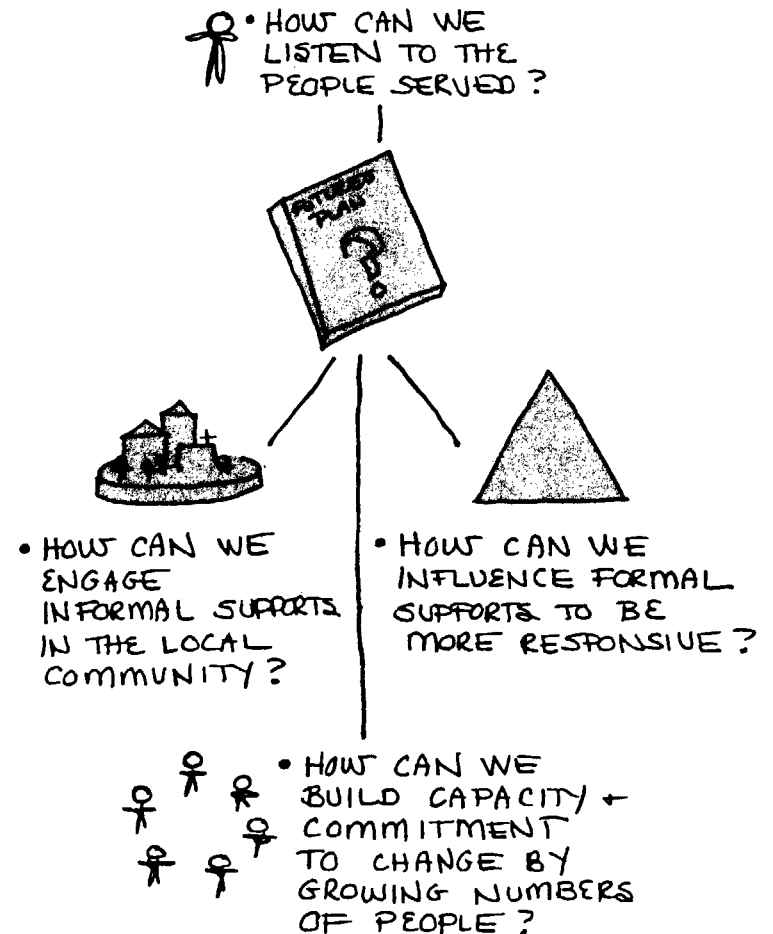 • HOW CAN WE
LISTEN TO THE
PEOPLE SERVED?
FUTURES
PLAN
?
• HOW CAN WE
ENGAGE
INFORMAL SUPPORTS
IN THE LOCAL
COMMUNITY?
• HOW CAN WE
INFLUENCE FORMAL
SUPPORTS TO BE
MORE RESPONSIVE?
• HOW CAN WE
BUILD CAPACITY +
COMMITMENT
TO CHANGE BY
GROWING NUMBERS
OF PEOPLE?